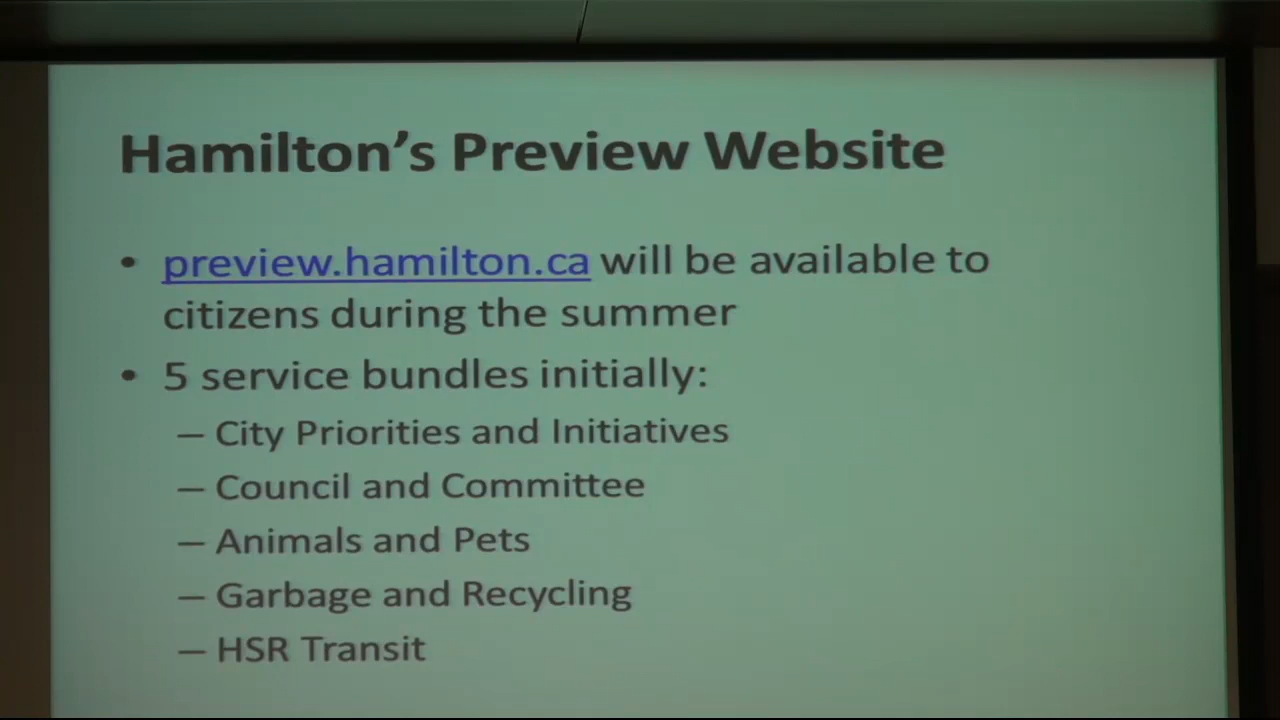 Hamilton's Preview Website
• preview.hamilton.ca will be available to
citizens during the summer
• 5 service bundles initially:
– City Priorities and Initiatives
– Council and Committee
– Animals and Pets
– Garbage and Recycling
– HSR Transit